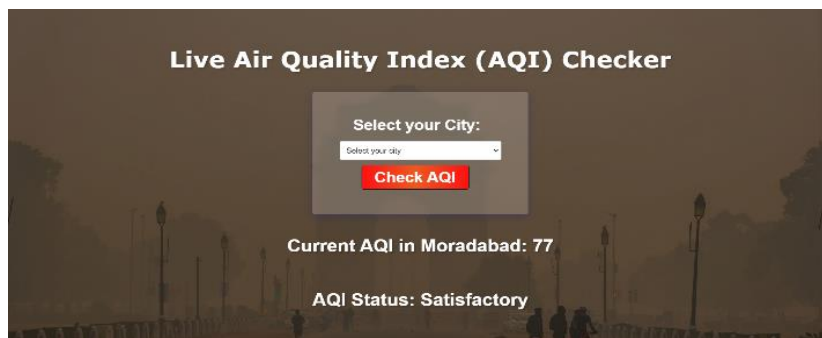 Live Air Quality Index (AQI) Checker
Select your City:
Select your city
Check AQI
Current AQI in Moradabad: 77
AQI Status: Satisfactory